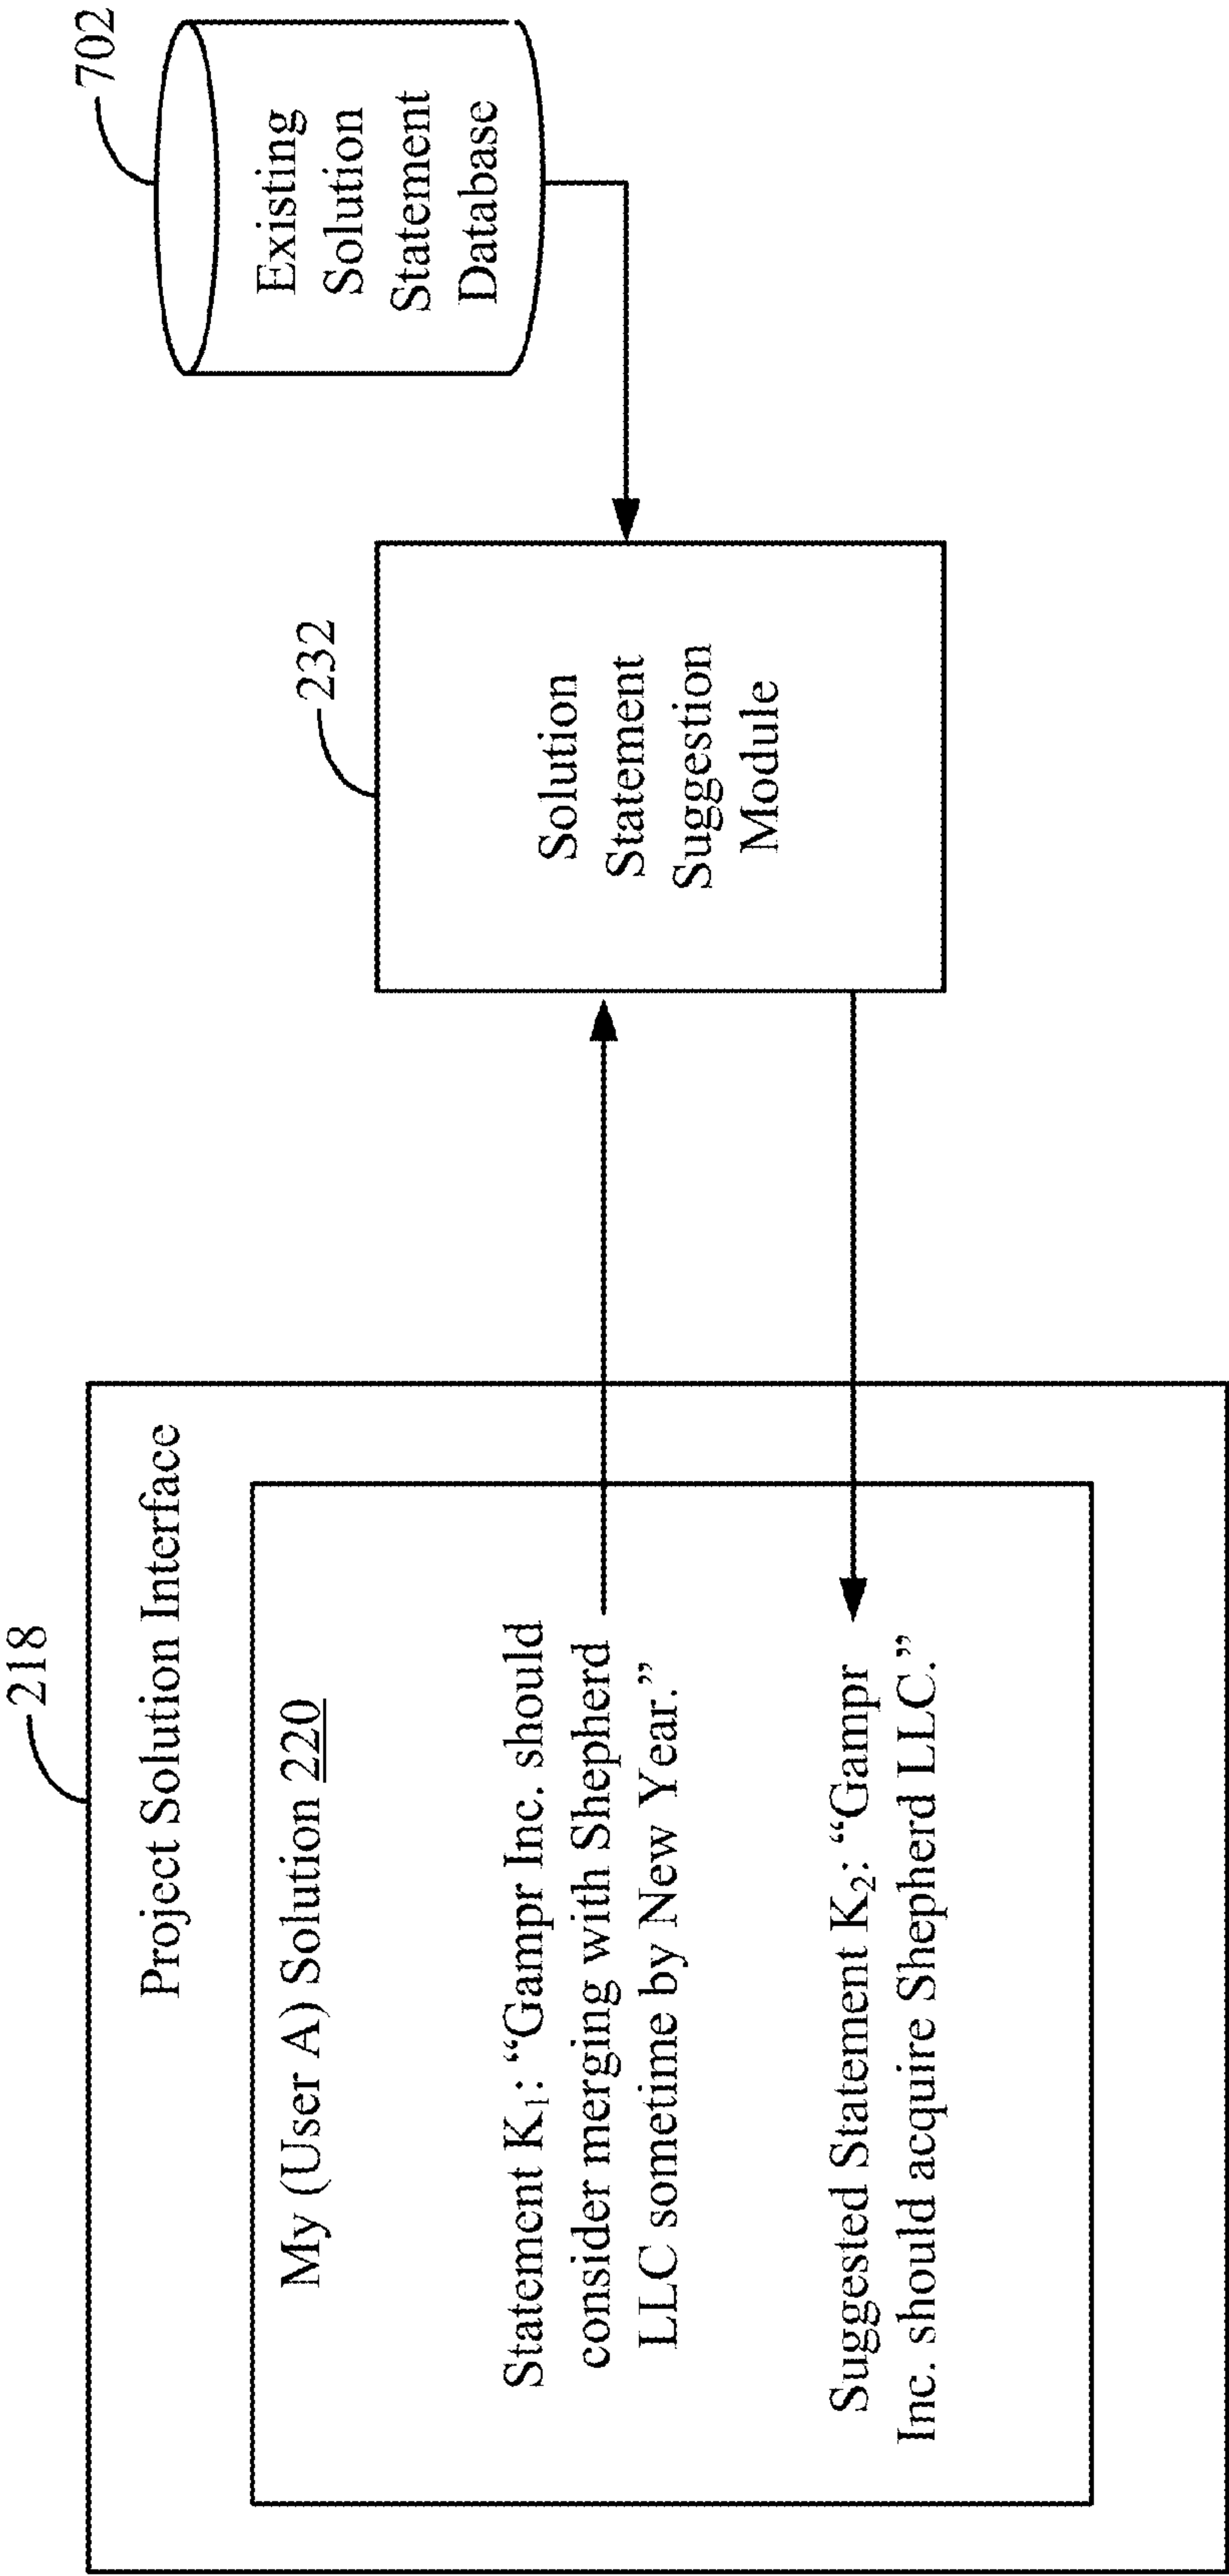 218
Project Solution Interface
My (User A) Solution 220
Statement K₁: “Gampr Inc. should
consider merging with Shepherd
LLC sometime by New Year.”
Suggested Statement K₂: “Gampr
Inc. should acquire Shepherd LLC.”
232
Solution
Statement
Suggestion
Module
702
Existing
Solution
Statement
Database